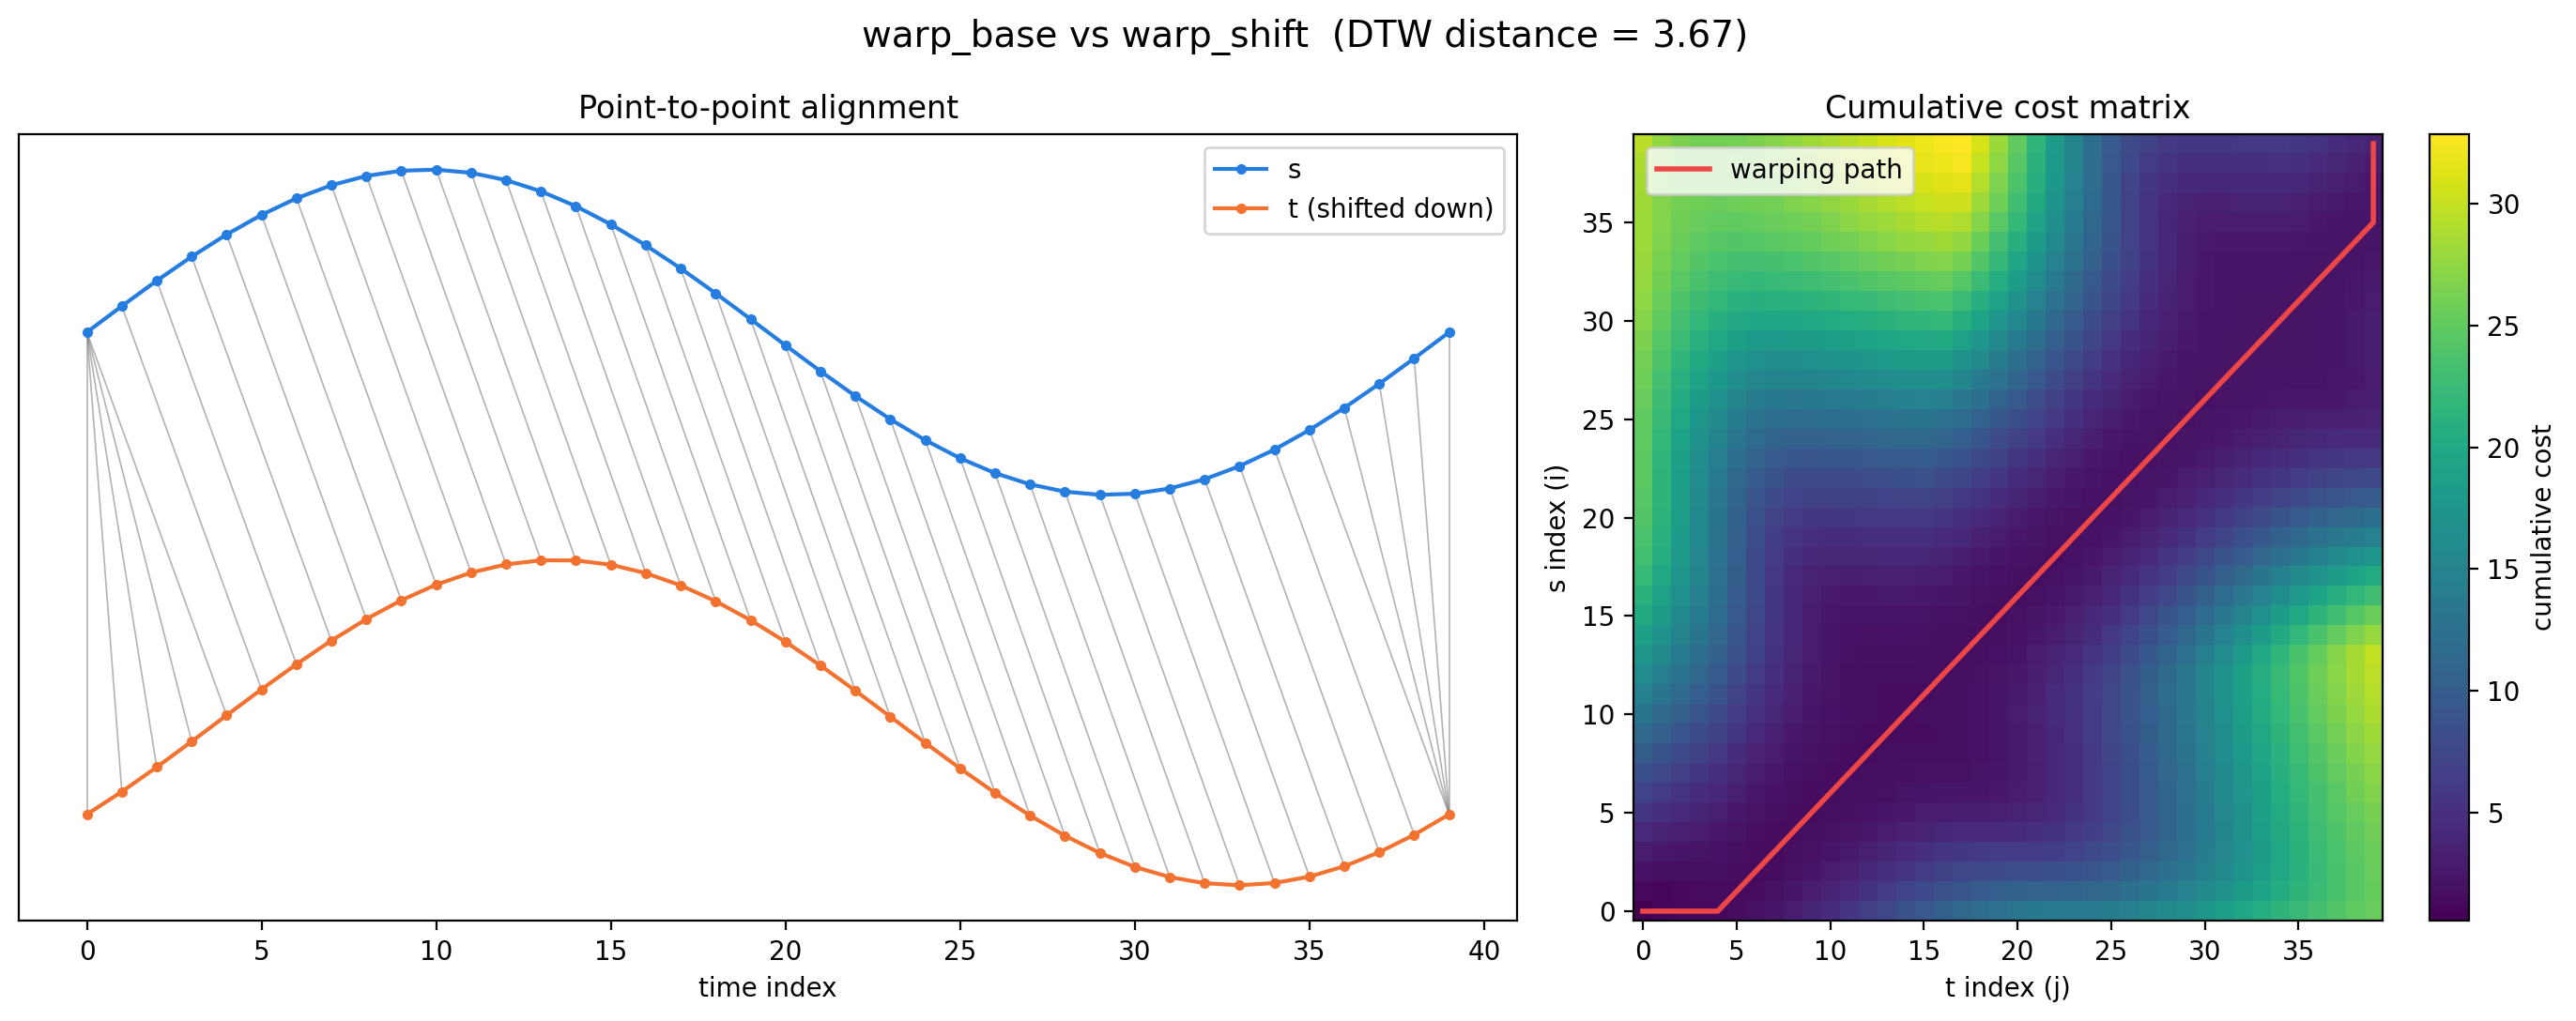 warp_base vs warp_shift  (DTW distance = 3.67)
Point-to-point alignment
s
t (shifted down)
0 5 10 15 20 25 30 35 40
time index
Cumulative cost matrix
warping path
35
30
25
20
15
10
5
0
s index (i)
0 5 10 15 20 25 30 35
t index (j)
30
25
20
15
10
5
cumulative cost